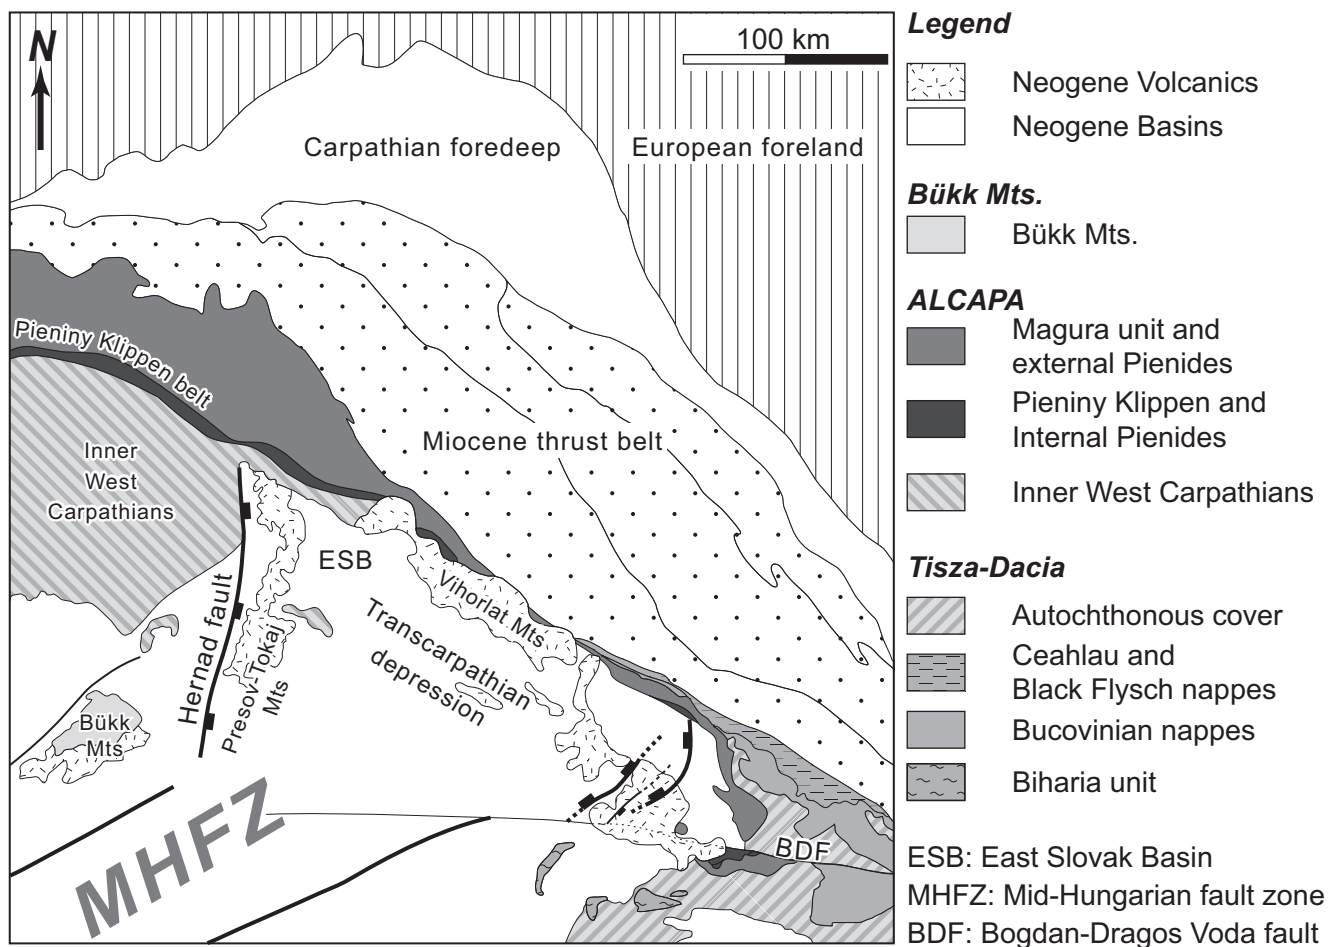 N
100 km
Carpathian foredeep
European foreland
Pieniny Klippen belt
Miocene thrust belt
Inner
West
Carpathians
ESB
Vihorlat Mts
Transcarpathian
depression
Hernad fault
Presov-Tokaj
Mts
Bükk
Mts
MHFZ
BDF
Legend
Neogene Volcanics
Neogene Basins
Bükk Mts.
Bükk Mts.
ALCAPA
Magura unit and
external Pienides
Pieniny Klippen and
Internal Pienides
Inner West Carpathians
Tisza-Dacia
Autochthonous cover
Ceahlau and
Black Flysch nappes
Bucovinian nappes
Biharia unit
ESB: East Slovak Basin
MHFZ: Mid-Hungarian fault zone
BDF: Bogdan-Dragos Voda fault